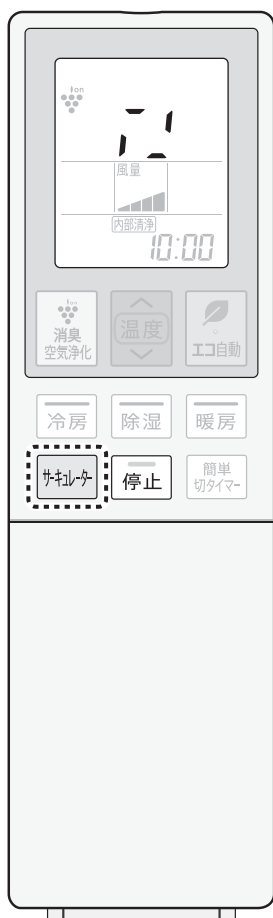 Ion
風量
内部清浄
10:00
Ion
消臭
空気浄化
温度
エコ自動
冷房
除湿
暖房
サーキュレーター
停止
簡単
切タイマー